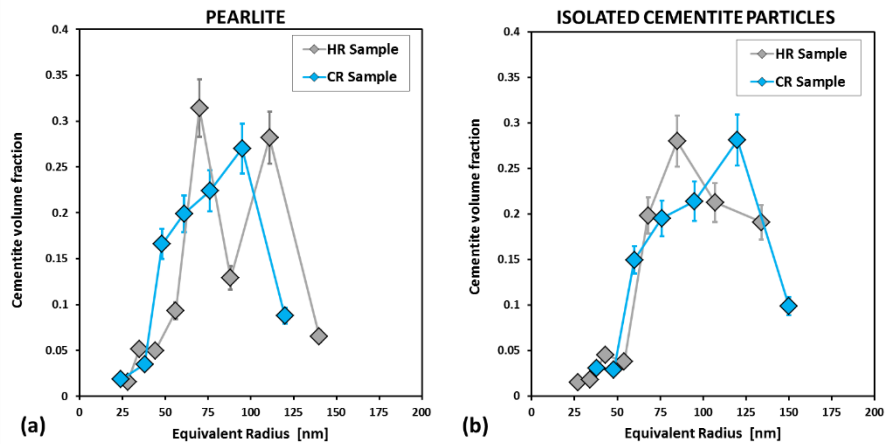 PEARLITE
HR Sample
CR Sample
Cementite volume fraction
0.4
0.35
0.3
0.25
0.2
0.15
0.1
0.05
0
0 25 50 75 100 125 150 175 200
(a)
Equivalent Radius [nm]
ISOLATED CEMENTITE PARTICLES
HR Sample
CR Sample
Cementite volume fraction
0.4
0.35
0.3
0.25
0.2
0.15
0.1
0.05
0
0 25 50 75 100 125 150 175 200
(b)
Equivalent Radius [nm]